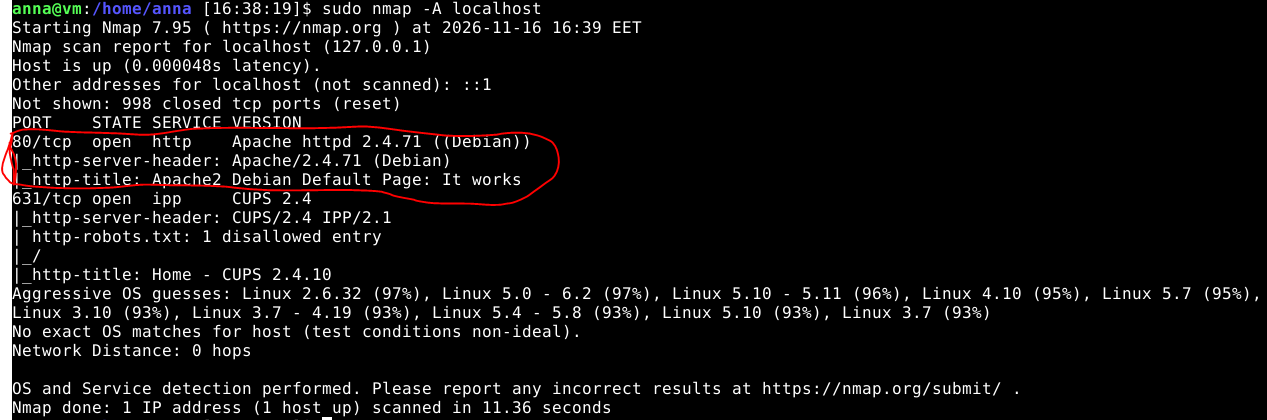 anna@vm:/home/anna [16:38:19]$ sudo nmap -A localhost
Starting Nmap 7.95 ( https://nmap.org ) at 2026-11-16 16:39 EET
Nmap scan report for localhost (127.0.0.1)
Host is up (0.000048s latency).
Other addresses for localhost (not scanned): ::1
Not shown: 998 closed tcp ports (reset)
PORT    STATE SERVICE VERSION
80/tcp  open  http    Apache httpd 2.4.71 ((Debian))
|_http-server-header: Apache/2.4.71 (Debian)
|_http-title: Apache2 Debian Default Page: It works
631/tcp open  ipp     CUPS 2.4
|_http-server-header: CUPS/2.4 IPP/2.1
| http-robots.txt: 1 disallowed entry
|_/
|_http-title: Home - CUPS 2.4.10
Aggressive OS guesses: Linux 2.6.32 (97%), Linux 5.0 - 6.2 (97%), Linux 5.10 - 5.11 (96%), Linux 4.10 (95%), Linux 5.7 (95%),
Linux 3.10 (93%), Linux 3.7 - 4.19 (93%), Linux 5.4 - 5.8 (93%), Linux 5.10 (93%), Linux 3.7 (93%)
No exact OS matches for host (test conditions non-ideal).
Network Distance: 0 hops
OS and Service detection performed. Please report any incorrect results at https://nmap.org/submit/ .
Nmap done: 1 IP address (1 host up) scanned in 11.36 seconds